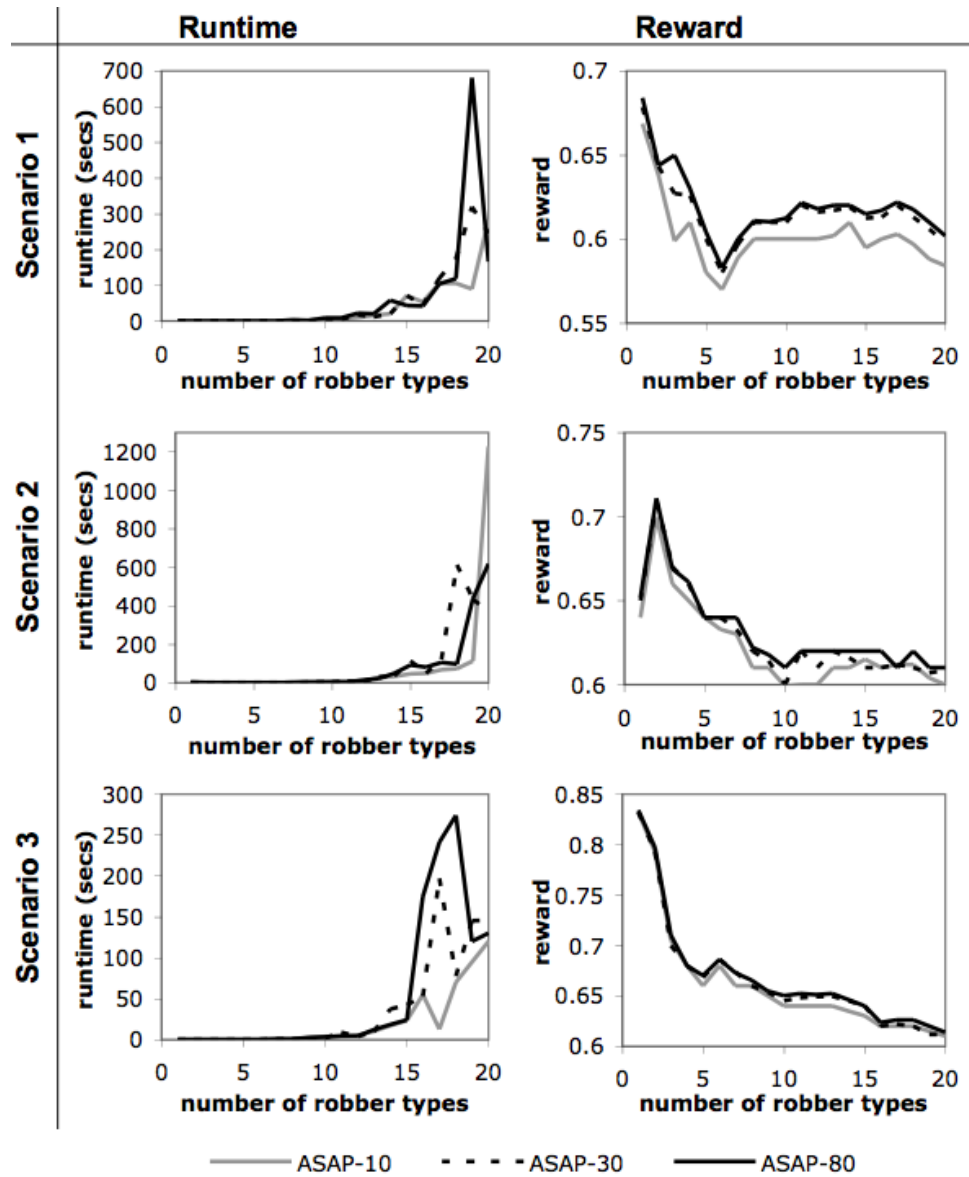 Runtime Reward
Scenario 1
runtime (secs)
700
600
500
400
300
200
100
0
0 5 10 15 20
number of robber types
reward
0.7
0.65
0.6
0.55
0 5 10 15 20
number of robber types
Scenario 2
runtime (secs)
1200
1000
800
600
400
200
0
0 5 10 15 20
number of robber types
reward
0.75
0.7
0.65
0.6
0 5 10 15 20
number of robber types
Scenario 3
runtime (secs)
300
250
200
150
100
50
0
0 5 10 15 20
number of robber types
reward
0.85
0.8
0.75
0.7
0.65
0.6
0 5 10 15 20
number of robber types
ASAP-10 ASAP-30 ASAP-80